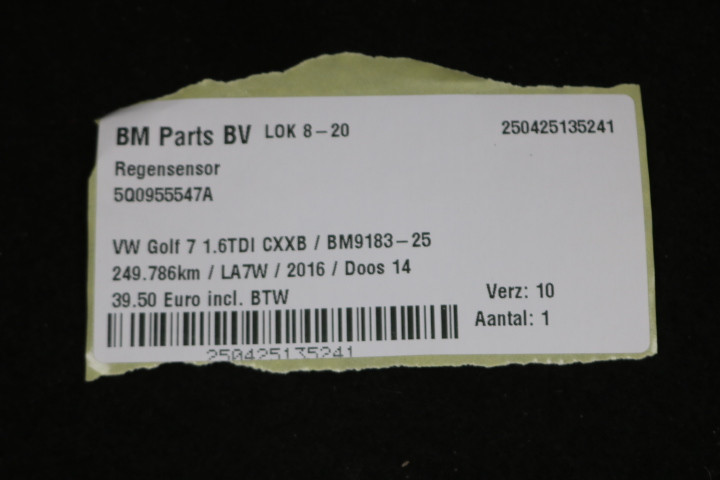 BM Parts BV LOK 8-20 250425135241
Regensensor
5Q0955547A
VW Golf 7 1.6TDI CXXB / BM9183-25
249.786km / LA7W / 2016 / Doos 14
39.50 Euro incl. BTW Verz: 10
Aantal: 1
250425135241